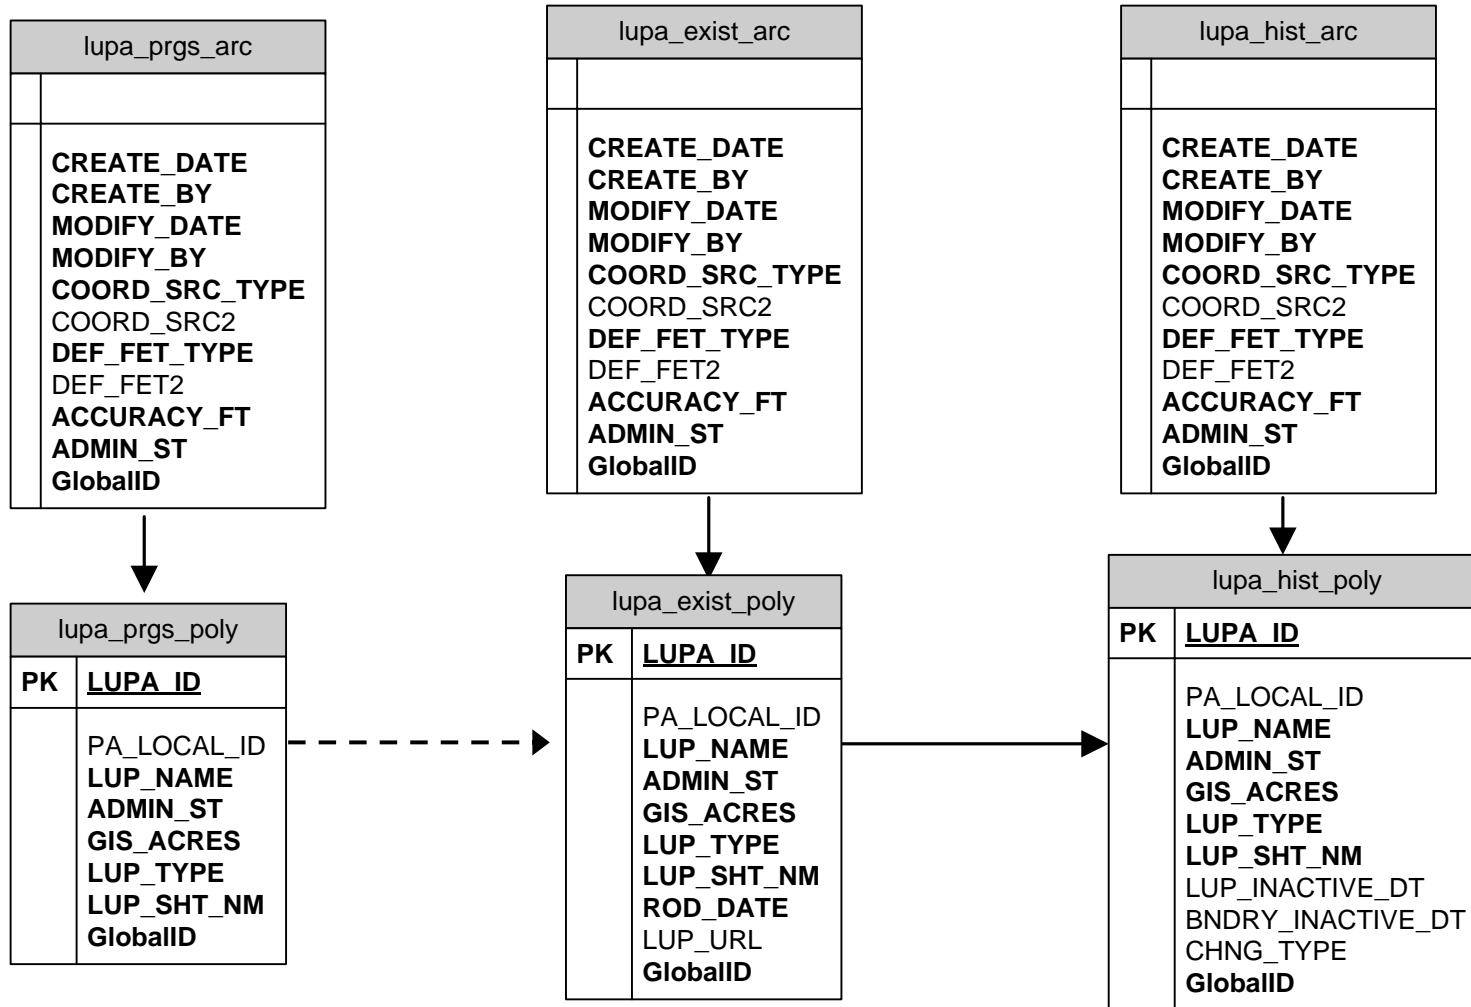 lupa_prgs_arc
CREATE_DATE
CREATE_BY
MODIFY_DATE
MODIFY_BY
COORD_SRC_TYPE
COORD_SRC2
DEF_FET_TYPE
DEF_FET2
ACCURACY_FT
ADMIN_ST
GlobalID
lupa_exist_arc
CREATE_DATE
CREATE_BY
MODIFY_DATE
MODIFY_BY
COORD_SRC_TYPE
COORD_SRC2
DEF_FET_TYPE
DEF_FET2
ACCURACY_FT
ADMIN_ST
GlobalID
lupa_hist_arc
CREATE_DATE
CREATE_BY
MODIFY_DATE
MODIFY_BY
COORD_SRC_TYPE
COORD_SRC2
DEF_FET_TYPE
DEF_FET2
ACCURACY_FT
ADMIN_ST
GlobalID
lupa_prgs_poly
PK LUPA_ID
PA_LOCAL_ID
LUP_NAME
ADMIN_ST
GIS_ACRES
LUP_TYPE
LUP_SHT_NM
GlobalID
lupa_exist_poly
PK LUPA_ID
PA_LOCAL_ID
LUP_NAME
ADMIN_ST
GIS_ACRES
LUP_TYPE
LUP_SHT_NM
ROD_DATE
LUP_URL
GlobalID
lupa_hist_poly
PK LUPA_ID
PA_LOCAL_ID
LUP_NAME
ADMIN_ST
GIS_ACRES
LUP_TYPE
LUP_SHT_NM
LUP_INACTIVE_DT
BNDRY_INACTIVE_DT
CHNG_TYPE
GlobalID